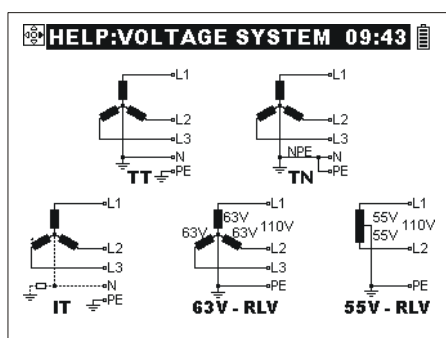 HELP:VOLTAGE SYSTEM 09:43
L1
L2
L3
N
PE
TT
L1
L2
L3
NPE
N
PE
TN
L1
L2
L3
N
PE
IT
L1
63V
63V 63V 110V
L2
L3
PE
63V - RLV
L1
55V
55V 110V
L2
PE
55V - RLV